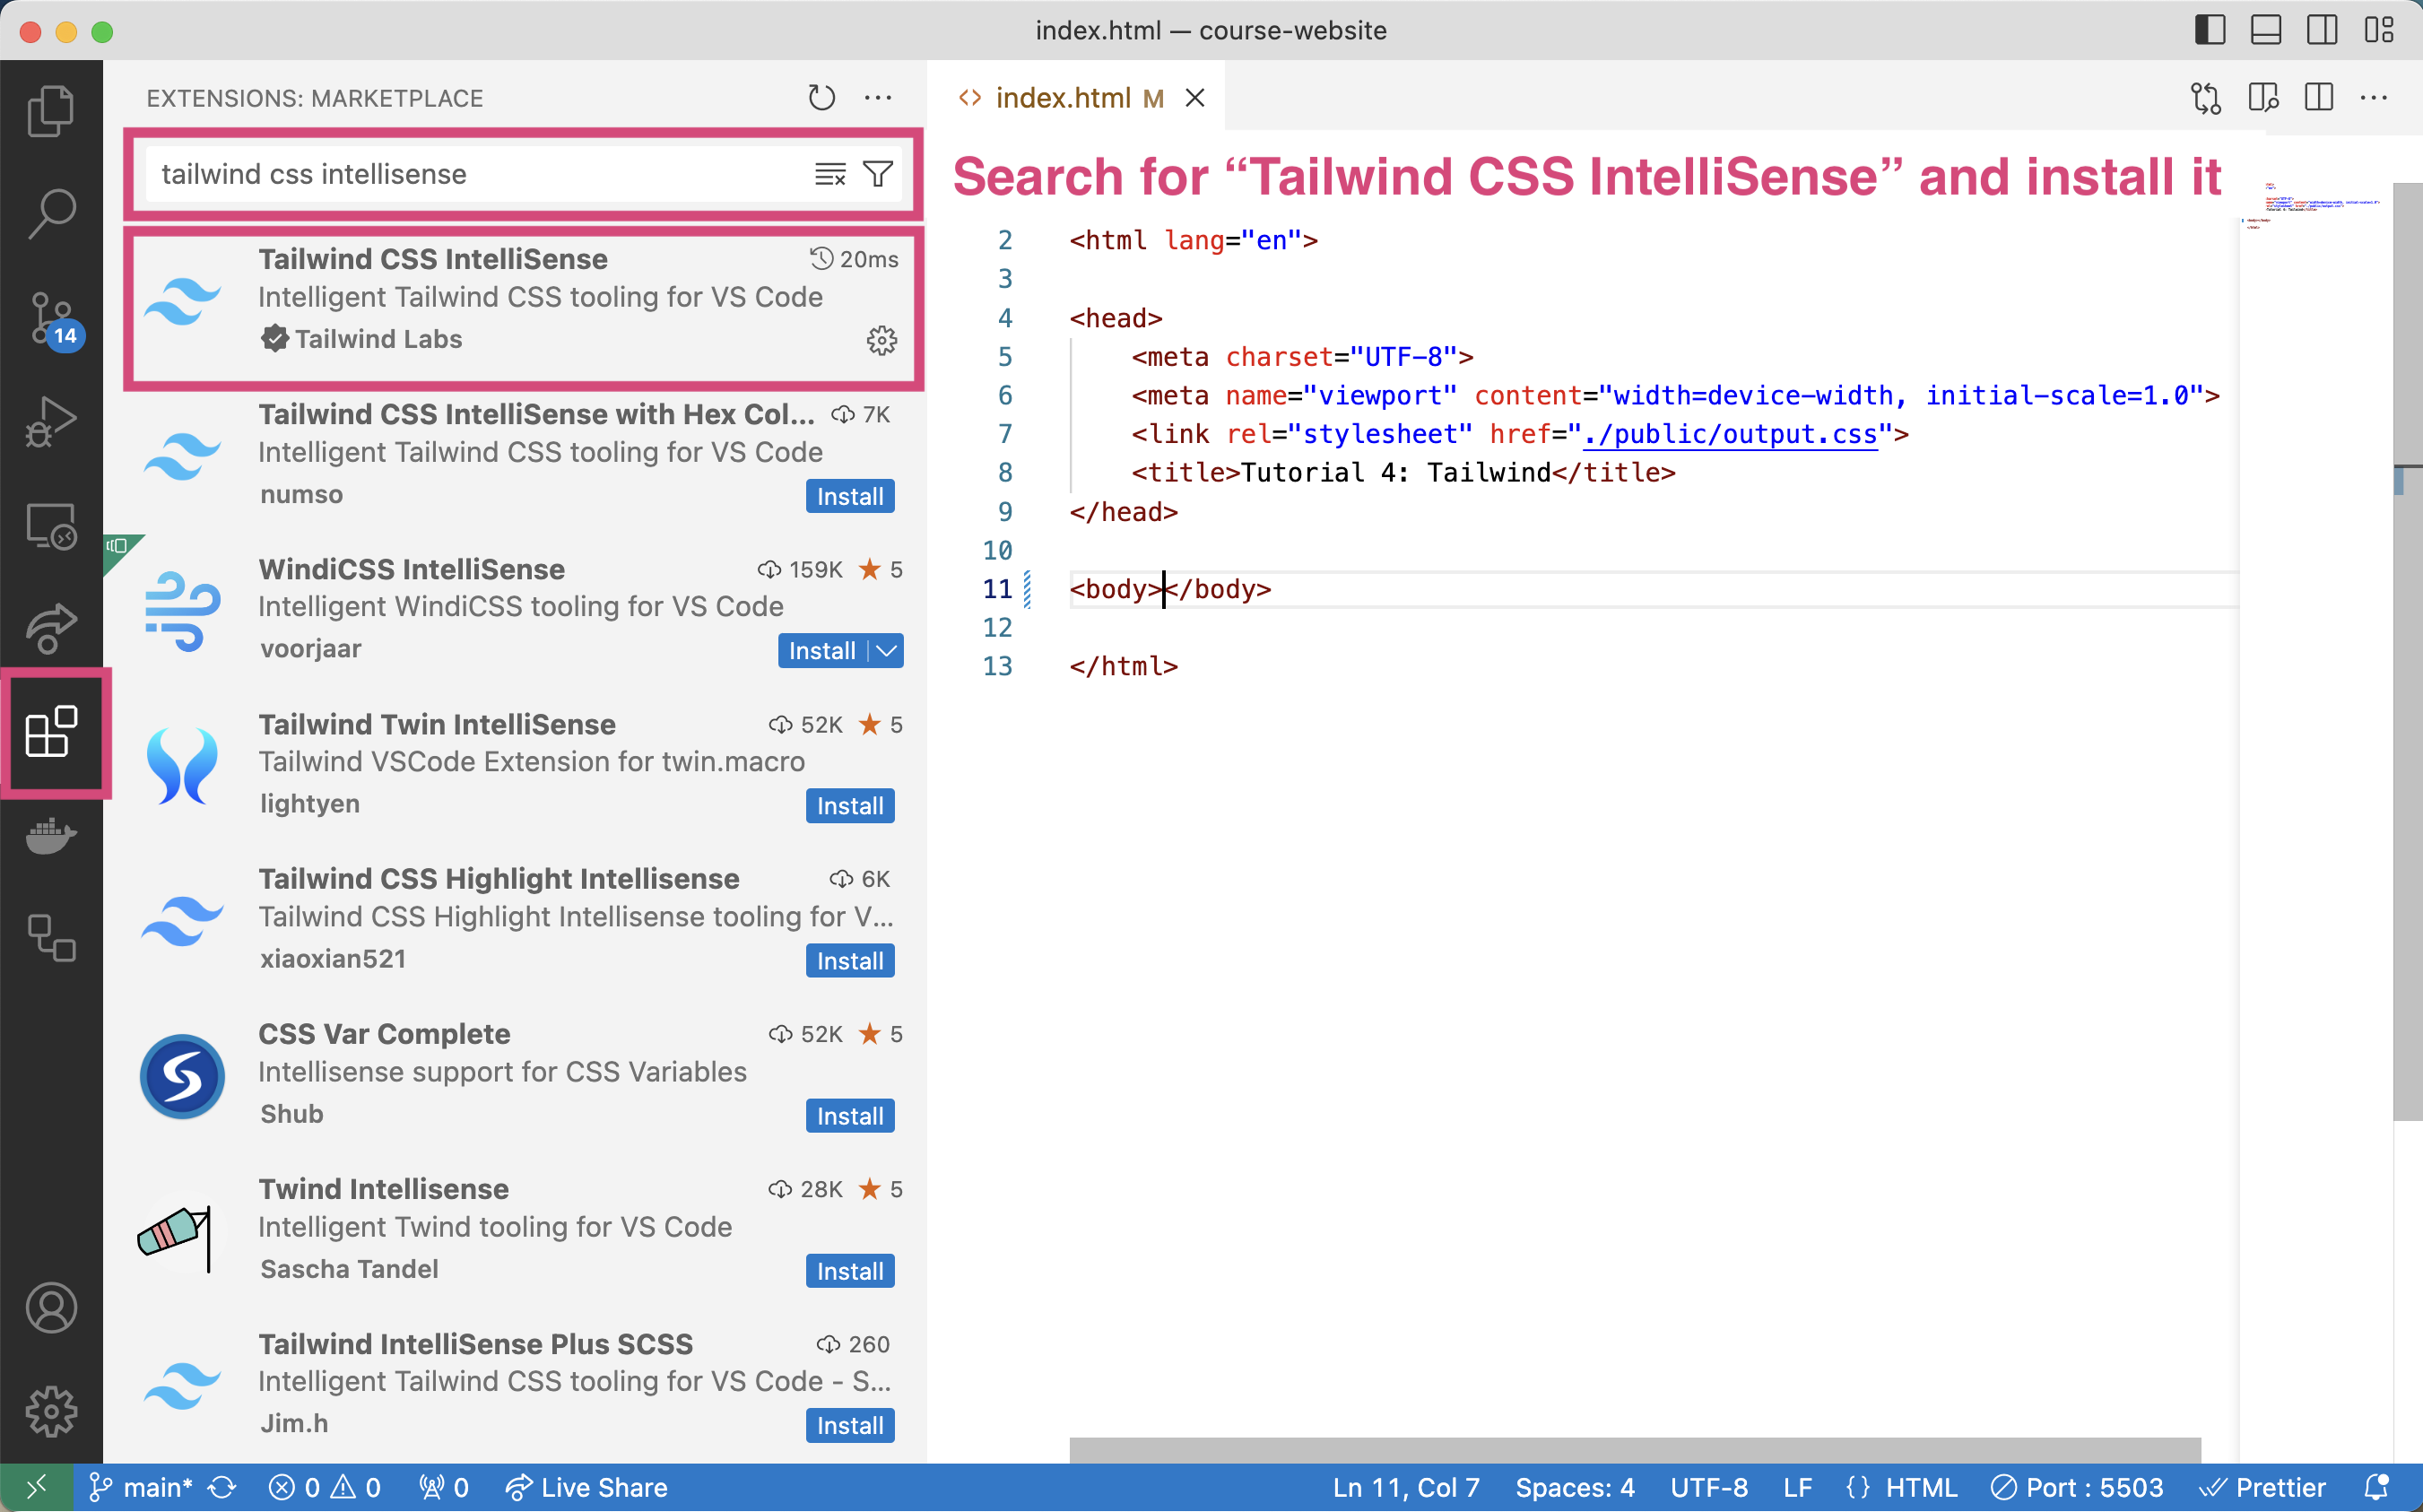 index.html — course-website
EXTENSIONS: MARKETPLACE
index.html M
tailwind css intellisense
Search for “Tailwind CSS IntelliSense” and install it
14
Tailwind CSS IntelliSense 20ms
Intelligent Tailwind CSS tooling for VS Code
Tailwind Labs
Tailwind CSS IntelliSense with Hex Col... 7K
Intelligent Tailwind CSS tooling for VS Code
numso Install
WindiCSS IntelliSense 159K 5
Intelligent WindiCSS tooling for VS Code
voorjaar Install
Tailwind Twin IntelliSense 52K 5
Tailwind VSCode Extension for twin.macro
lightyen Install
Tailwind CSS Highlight Intellisense 6K
Tailwind CSS Highlight Intellisense tooling for V...
xiaoxian521 Install
CSS Var Complete 52K 5
Intellisense support for CSS Variables
Shub Install
Twind Intellisense 28K 5
Intelligent Twind tooling for VS Code
Sascha Tandel Install
Tailwind IntelliSense Plus SCSS 260
Intelligent Tailwind CSS tooling for VS Code - S...
Jim.h Install
2 <html lang="en">
3
4 <head>
5 <meta charset="UTF-8">
6 <meta name="viewport" content="width=device-width, initial-scale=1.0">
7 <link rel="stylesheet" href="./public/output.css">
8 <title>Tutorial 4: Tailwind</title>
9 </head>
10
11 <body></body>
12
13 </html>
main* 0 0 0 Live Share Ln 11, Col 7 Spaces: 4 UTF-8 LF {} HTML Port : 5503 Prettier